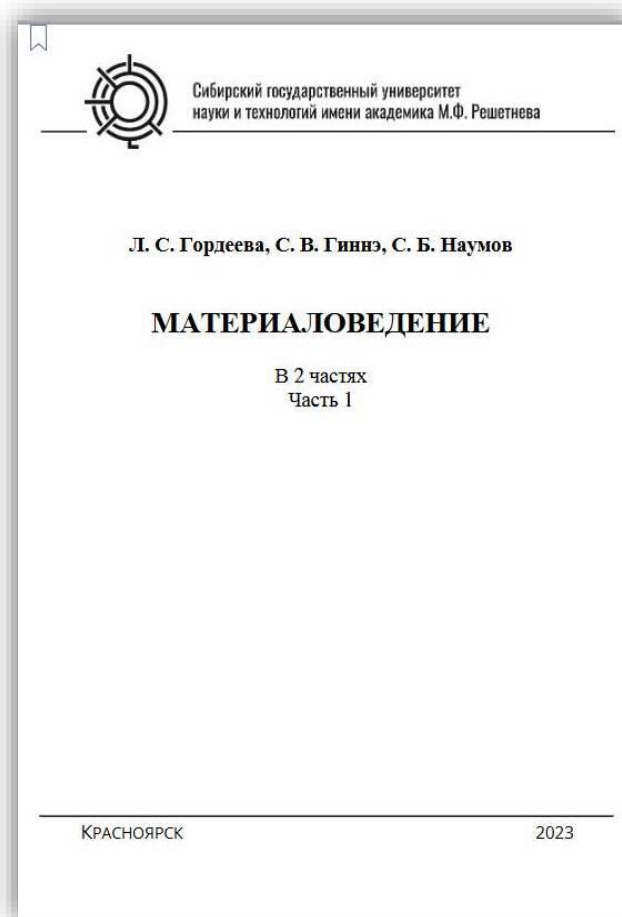 Сибирский государственный университет
науки и технологий имени академика М.Ф. Решетнева
Л. С. Гордеева, С. В. Гиннэ, С. Б. Наумов
МАТЕРИАЛОВЕДЕНИЕ
В 2 частях
Часть 1
КРАСНОЯРСК 2023